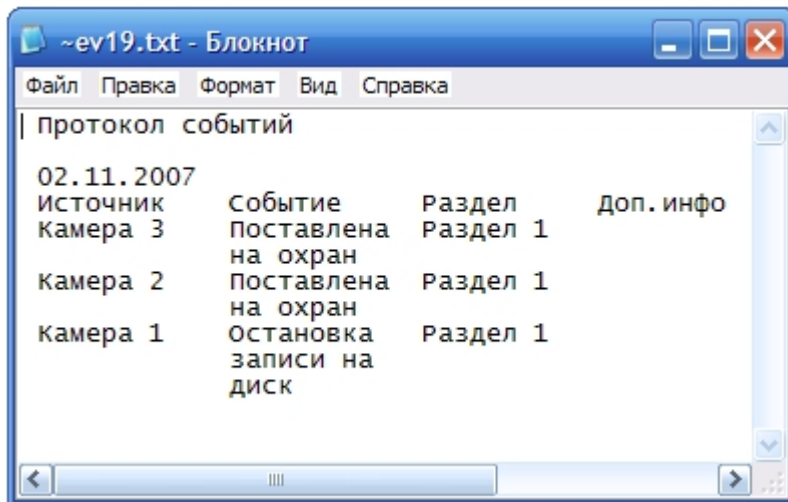 ~ev19.txt - Блокнот
Файл Правка Формат Вид Справка
Протокол событий
02.11.2007
Источник Событие Раздел Доп.инфо
Камера 3 Поставлена Раздел 1
на охран
Камера 2 Поставлена Раздел 1
на охран
Камера 1 Остановка Раздел 1
записи на
диск